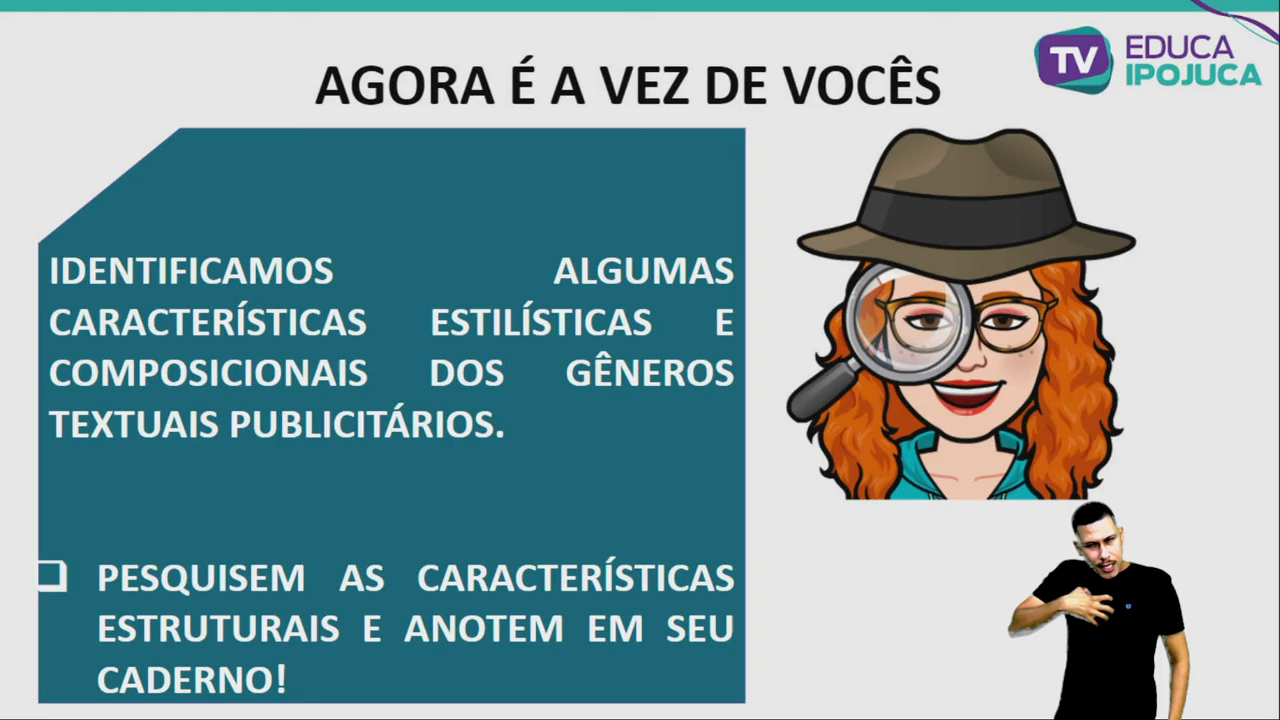 AGORA É A VEZ DE VOCÊS
TV EDUCA
IPOJUCA
IDENTIFICAMOS ALGUMAS
CARACTERÍSTICAS ESTILÍSTICAS E
COMPOSICIONAIS DOS GÊNEROS
TEXTUAIS PUBLICITÁRIOS.
PESQUISEM AS CARACTERÍSTICAS
ESTRUTURAIS E ANOTEM EM SEU
CADERNO!